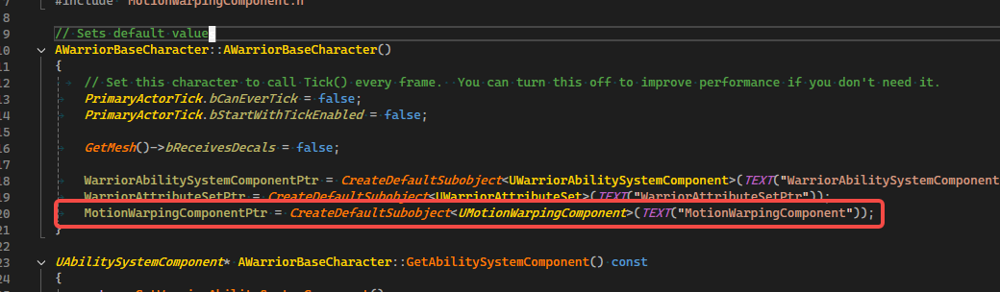 7 #include "MotionWarpingComponent.h"
8
9 // Sets default value
10 AWarriorBaseCharacter::AWarriorBaseCharacter()
11 {
12 // Set this character to call Tick() every frame.  You can turn this off to improve performance if you don't need it.
13 PrimaryActorTick.bCanEverTick = false;
14 PrimaryActorTick.bStartWithTickEnabled = false;
15
16 GetMesh()->bReceivesDecals = false;
17
18 WarriorAbilitySystemComponentPtr = CreateDefaultSubobject<UWarriorAbilitySystemComponent>(TEXT("WarriorAbilitySystemComponent
19 WarriorAttributeSetPtr = CreateDefaultSubobject<UWarriorAttributeSet>(TEXT("WarriorAttributeSetPtr"));
20 MotionWarpingComponentPtr = CreateDefaultSubobject<UMotionWarpingComponent>(TEXT("MotionWarpingComponent"));
21 }
22
23 UAbilitySystemComponent* AWarriorBaseCharacter::GetAbilitySystemComponent() const
24 {